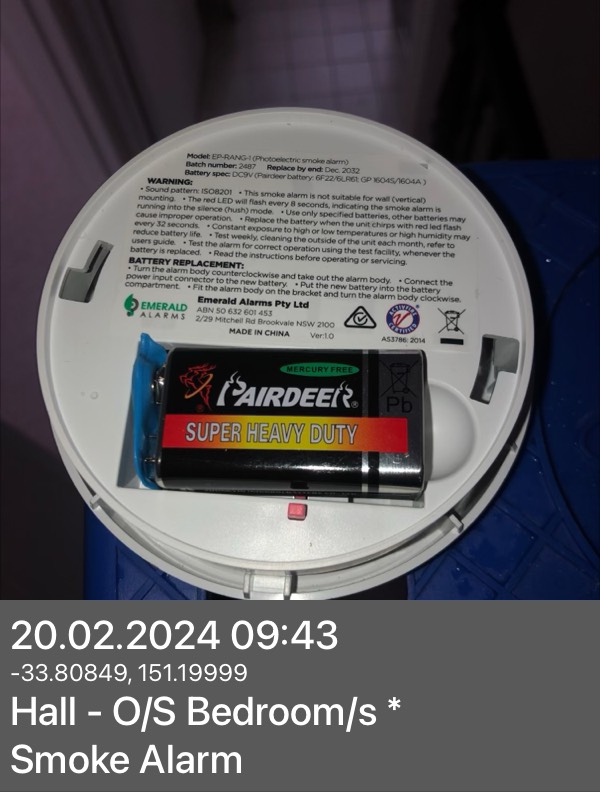 Model: EP-RANG-1 (Photoelectric smoke alarm)
Batch number: 2487 Replace by end: Dec. 2032
Battery spec: DC9V (Pairdeer battery: 6F22/6LR61; GP 1604S/1604A )
WARNING:
• Sound pattern: ISO8201 • This smoke alarm is not suitable for wall (vertical)
mounting. • The red LED will flash every 8 seconds, indicating the smoke alarm is
running into the silence (hush) mode. • Use only specified batteries, other batteries may
cause improper operation. • Replace the battery when the unit chirps with red led flash
every 32 seconds. • Constant exposure to high or low temperatures or high humidity may
reduce battery life. • Test weekly, cleaning the outside of the unit each month, refer to
users guide. • Test the alarm for correct operation using the test facility, whenever the
battery is replaced. • Read the instructions before operating or servicing.
BATTERY REPLACEMENT:
• Turn the alarm body counterclockwise and take out the alarm body. • Connect the
power input connector to the new battery. • Put the new battery into the battery
compartment. • Fit the alarm body on the bracket and turn the alarm body clockwise.
EMERALD
ALARMS
Emerald Alarms Pty Ltd
ABN 50 632 601 453
2/29 Mitchell Rd Brookvale NSW 2100
MADE IN CHINA Ver:1.0
ACTIVFIRE
CERTIFIED
AS3786: 2014
MERCURY FREE
PAIRDEER®
Pb
SUPER HEAVY DUTY
20.02.2024 09:43
-33.80849, 151.19999
Hall - O/S Bedroom/s *
Smoke Alarm